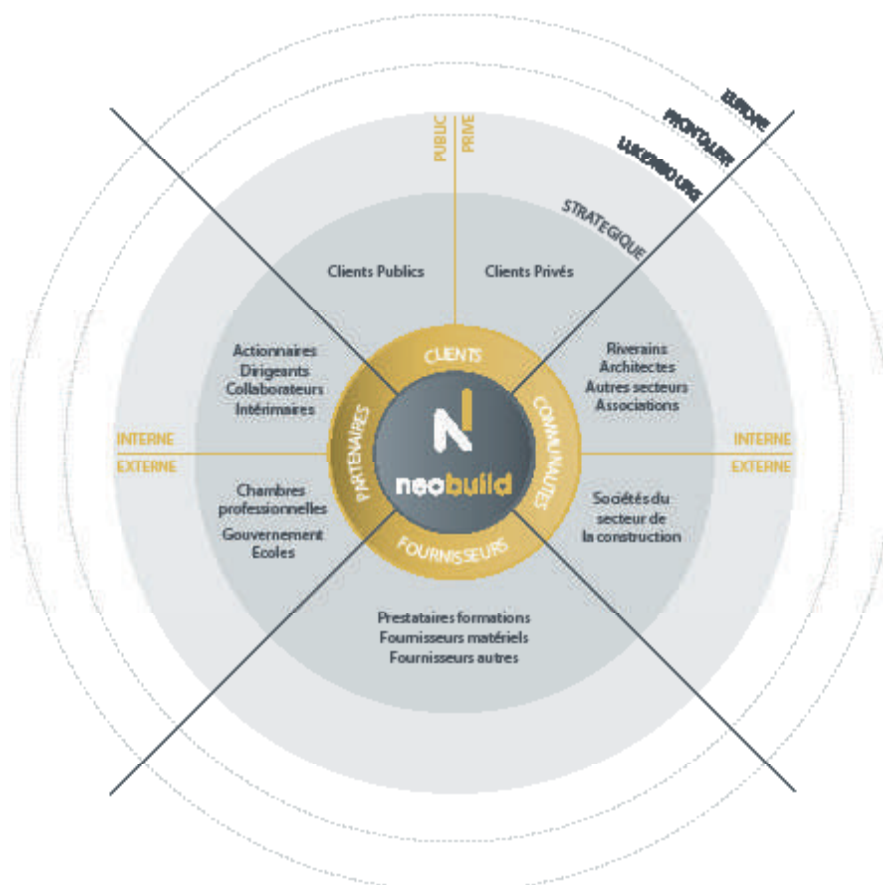 EUROPE
FRONTALIER
LUXEMBOURG
STRATEGIQUE
PUBLIC
PRIVE
Clients Publics
Clients Privés
CLIENTS
Actionnaires
Dirigeants
Collaborateurs
Intérimaires
Riverains
Architectes
Autres secteurs
Associations
PARTENAIRES
COMMUNAUTES
neobuild
INTERNE
EXTERNE
INTERNE
EXTERNE
Chambres
professionnelles
Gouvernement
Ecoles
Sociétés du
secteur de
la construction
FOURNISSEURS
Prestataires formations
Fournisseurs matériels
Fournisseurs autres